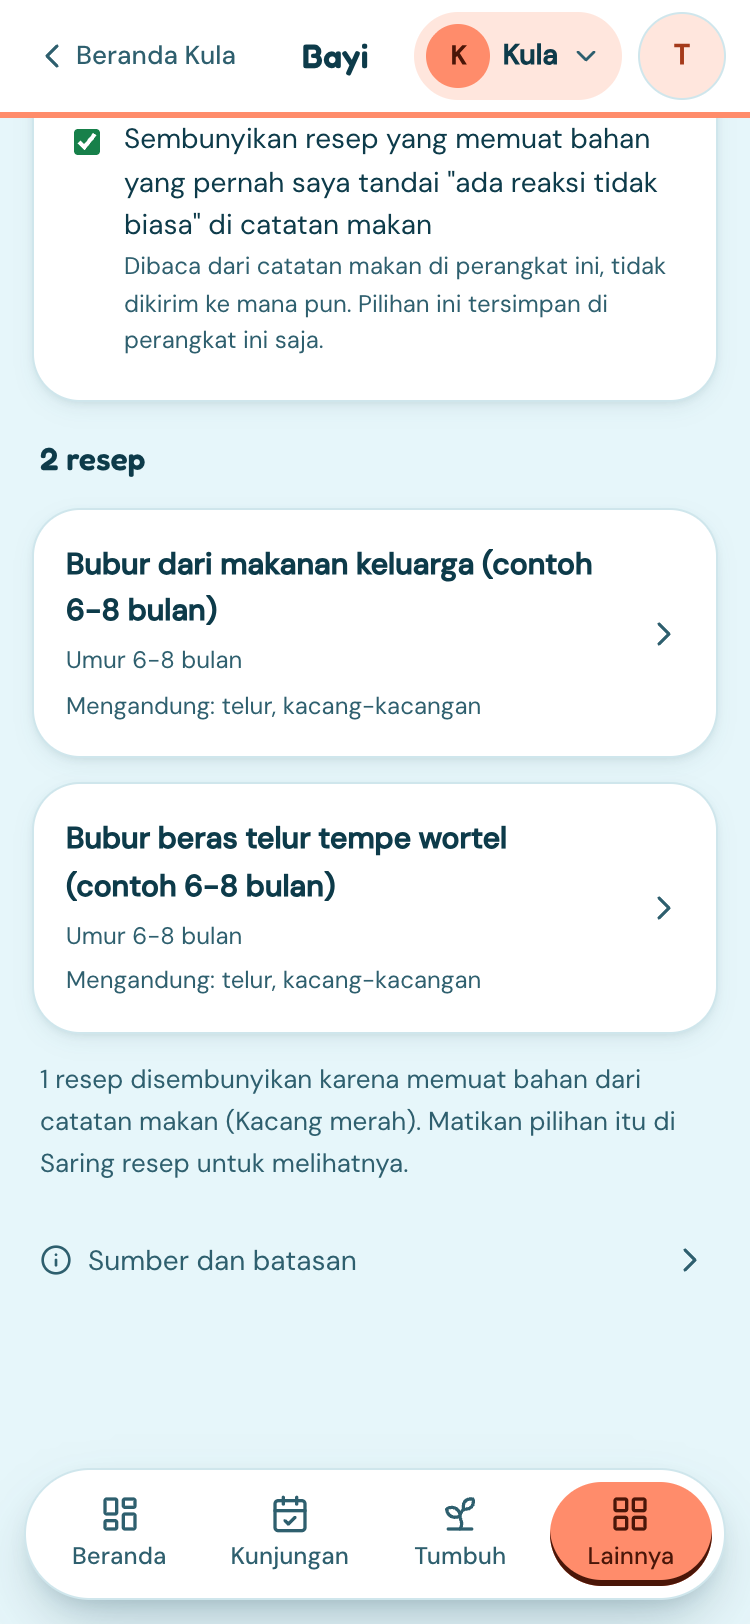 Beranda Kula
Bayi
K
Kula
T
Sembunyikan resep yang memuat bahan
yang pernah saya tandai "ada reaksi tidak
biasa" di catatan makan
Dibaca dari catatan makan di perangkat ini, tidak
dikirim ke mana pun. Pilihan ini tersimpan di
perangkat ini saja.
2 resep
Bubur dari makanan keluarga (contoh
6-8 bulan)
Umur 6-8 bulan
Mengandung: telur, kacang-kacangan
Bubur beras telur tempe wortel
(contoh 6-8 bulan)
Umur 6-8 bulan
Mengandung: telur, kacang-kacangan
1 resep disembunyikan karena memuat bahan dari
catatan makan (Kacang merah). Matikan pilihan itu di
Saring resep untuk melihatnya.
Sumber dan batasan
Beranda
Kunjungan
Tumbuh
Lainnya